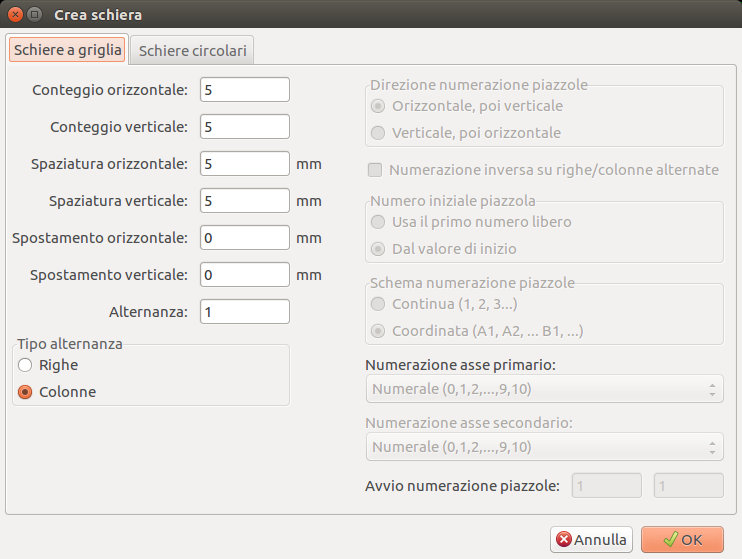 Crea schiera
Schiere a griglia
Schiere circolari
Conteggio orizzontale: 5
Conteggio verticale: 5
Spaziatura orizzontale: 5 mm
Spaziatura verticale: 5 mm
Spostamento orizzontale: 0 mm
Spostamento verticale: 0 mm
Alternanza: 1
Tipo alternanza
Righe
Colonne
Direzione numerazione piazzole
Orizzontale, poi verticale
Verticale, poi orizzontale
Numerazione inversa su righe/colonne alternate
Numero iniziale piazzola
Usa il primo numero libero
Dal valore di inizio
Schema numerazione piazzole
Continua (1, 2, 3...)
Coordinata (A1, A2, ... B1, ...)
Numerazione asse primario:
Numerale (0,1,2,...,9,10)
Numerazione asse secondario:
Numerale (0,1,2,...,9,10)
Avvio numerazione piazzole: 1 1
Annulla
OK